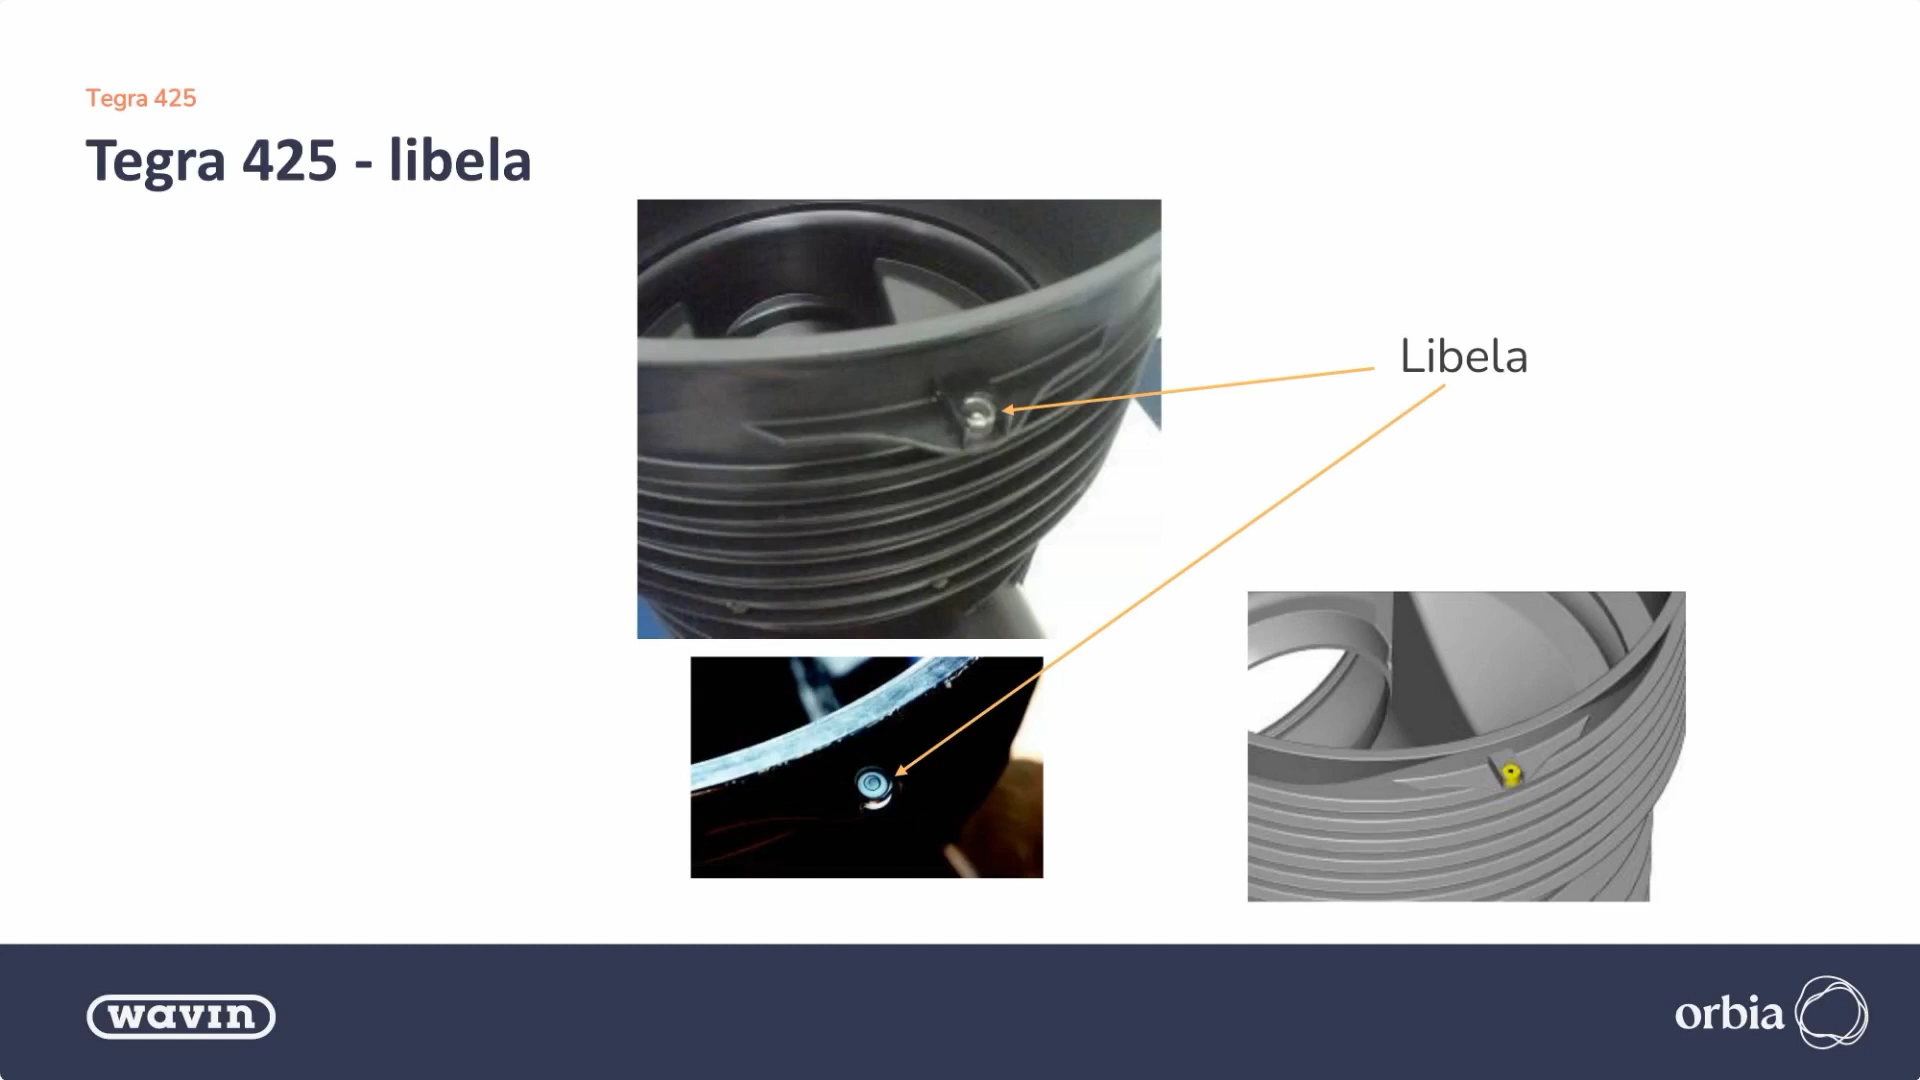 Tegra 425
Tegra 425 - libela
Libela
wavin
orbia